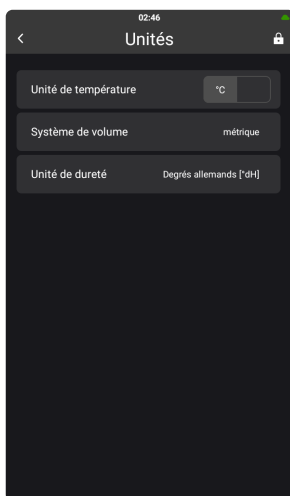 02:46
Unités
Unité de température °C
Système de volume métrique
Unité de dureté Degrés allemands [°dH]